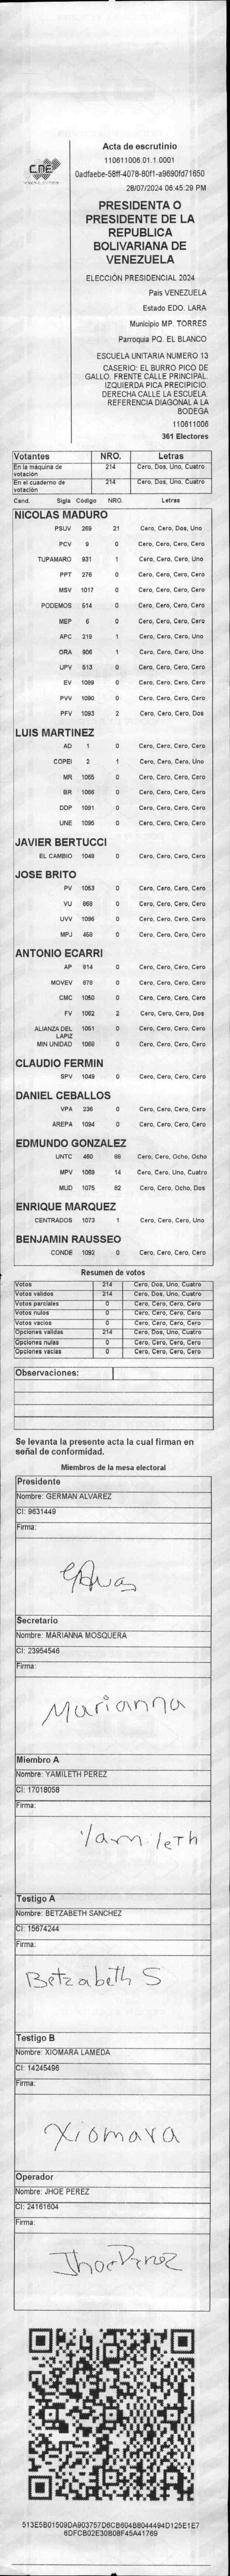 CNE
Acta de escrutinio
110611006.01.1.0001
0adfaebe-58ff-4078-80f1-a9690fd71650
28/07/2024 06:45:29 PM
PRESIDENTA O
PRESIDENTE DE LA
REPUBLICA
BOLIVARIANA DE
VENEZUELA
ELECCIÓN PRESIDENCIAL 2024
Pais VENEZUELA
Estado EDO. LARA
Municipio MP. TORRES
Parroquia PQ. EL BLANCO
ESCUELA UNITARIA NUMERO 13
CASERIO: EL BURRO PICO DE
GALLO. FRENTE CALLE PRINCIPAL.
IZQUIERDA PICA PRECIPICIO.
DERECHA CALLE LA ESCUELA.
REFERENCIA DIAGONAL A LA
BODEGA
110611006
361 Electores
Votantes NRO. Letras
En la máquina de votación 214 Cero, Dos, Uno, Cuatro
En el cuaderno de votación 214 Cero, Dos, Uno, Cuatro
Cand. Sigla Codigo NRO. Letras
NICOLAS MADURO
PSUV 269 21 Cero, Cero, Dos, Uno
PCV 9 0 Cero, Cero, Cero, Cero
TUPAMARO 931 1 Cero, Cero, Cero, Uno
PPT 276 0 Cero, Cero, Cero, Cero
MSV 1017 0 Cero, Cero, Cero, Cero
PODEMOS 514 0 Cero, Cero, Cero, Cero
MEP 6 0 Cero, Cero, Cero, Cero
APC 219 1 Cero, Cero, Cero, Uno
ORA 906 1 Cero, Cero, Cero, Uno
UPV 513 0 Cero, Cero, Cero, Cero
EV 1089 0 Cero, Cero, Cero, Cero
PVV 1090 0 Cero, Cero, Cero, Cero
PFV 1093 2 Cero, Cero, Cero, Dos
LUIS MARTINEZ
AD 1 0 Cero, Cero, Cero, Cero
COPEI 2 1 Cero, Cero, Cero, Uno
MR 1065 0 Cero, Cero, Cero, Cero
BR 1066 0 Cero, Cero, Cero, Cero
DDP 1091 0 Cero, Cero, Cero, Cero
UNE 1095 0 Cero, Cero, Cero, Cero
JAVIER BERTUCCI
EL CAMBIO 1048 0 Cero, Cero, Cero, Cero
JOSE BRITO
PV 1053 0 Cero, Cero, Cero, Cero
VU 868 0 Cero, Cero, Cero, Cero
UVV 1096 0 Cero, Cero, Cero, Cero
MPJ 458 0 Cero, Cero, Cero, Cero
ANTONIO ECARRI
AP 814 0 Cero, Cero, Cero, Cero
MOVEV 878 0 Cero, Cero, Cero, Cero
CMC 1050 0 Cero, Cero, Cero, Cero
FV 1062 2 Cero, Cero, Cero, Dos
ALIANZA DEL LAPIZ 1051 0 Cero, Cero, Cero, Cero
MIN UNIDAD 1068 0 Cero, Cero, Cero, Cero
CLAUDIO FERMIN
SPV 1049 0 Cero, Cero, Cero, Cero
DANIEL CEBALLOS
VPA 236 0 Cero, Cero, Cero, Cero
AREPA 1094 0 Cero, Cero, Cero, Cero
EDMUNDO GONZALEZ
UNTC 460 88 Cero, Cero, Ocho, Ocho
MPV 1069 14 Cero, Cero, Uno, Cuatro
MUD 1075 82 Cero, Cero, Ocho, Dos
ENRIQUE MARQUEZ
CENTRADOS 1073 1 Cero, Cero, Cero, Uno
BENJAMIN RAUSSEO
CONDE 1092 0 Cero, Cero, Cero, Cero
Resumen de votos
Votos 214 Cero, Dos, Uno, Cuatro
Votos validos 214 Cero, Dos, Uno, Cuatro
Votos parciales 0 Cero, Cero, Cero, Cero
Votos nulos 0 Cero, Cero, Cero, Cero
Votos vacios 0 Cero, Cero, Cero, Cero
Opciones validas 214 Cero, Dos, Uno, Cuatro
Opciones nulas 0 Cero, Cero, Cero, Cero
Opciones vacias 0 Cero, Cero, Cero, Cero
Observaciones:
Se levanta la presente acta la cual firman en
señal de conformidad.
Miembros de la mesa electoral
Presidente
Nombre: GERMAN ALVAREZ
CI: 9631449
Firma:
Secretario
Nombre: MARIANNA MOSQUERA
CI: 23954546
Firma:
Marianna
Miembro A
Nombre: YAMILETH PEREZ
CI: 17018058
Firma:
Yamileth
Testigo A
Nombre: BETZABETH SANCHEZ
CI: 15674244
Firma:
Betzabeth S
Testigo B
Nombre: XIOMARA LAMEDA
CI: 14245496
Firma:
Xiomara
Operador
Nombre: JHOE PEREZ
CI: 24161604
Firma:
Jhoe Perez
513E5B01509DA903757D6CB604B8044494D125E1E7
6DFCB02E30B08F45A41769